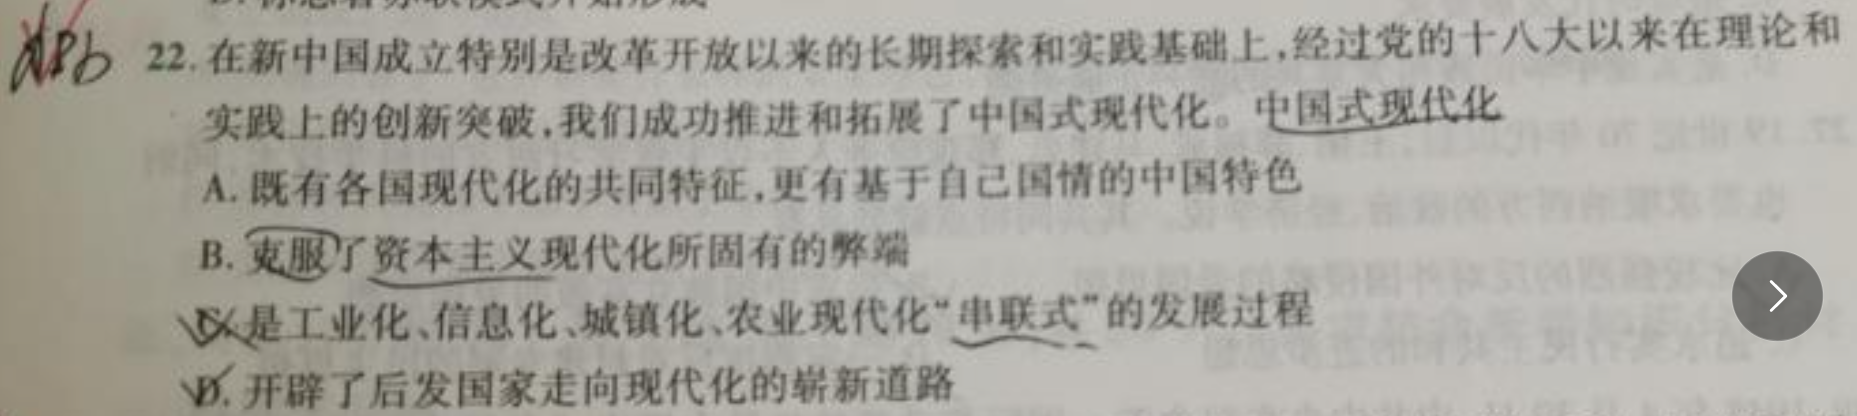 22.在新中国成立特别是改革开放以来的长期探索和实践基础上,经过党的十八大以来在理论和
实践上的创新突破,我们成功推进和拓展了中国式现代化。中国式现代化
A. 既有各国现代化的共同特征,更有基于自己国情的中国特色
B. 克服了资本主义现代化所固有的弊端
C. 是工业化、信息化、城镇化、农业现代化“串联式”的发展过程
D. 开辟了后发国家走向现代化的崭新道路